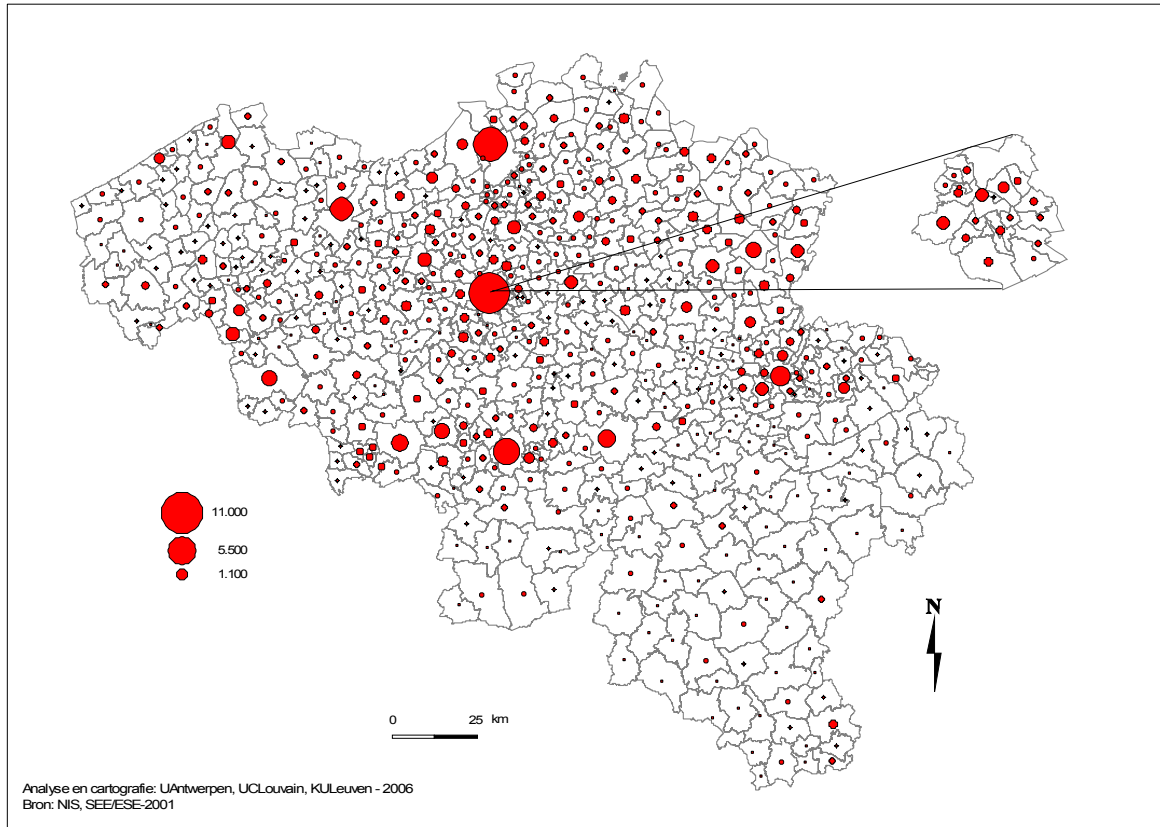 11.000
5.500
1.100
N
0 25 km
Analyse en cartografie: UAntwerpen, UCLouvain, KULeuven - 2006
Bron: NIS, SEE/ESE-2001